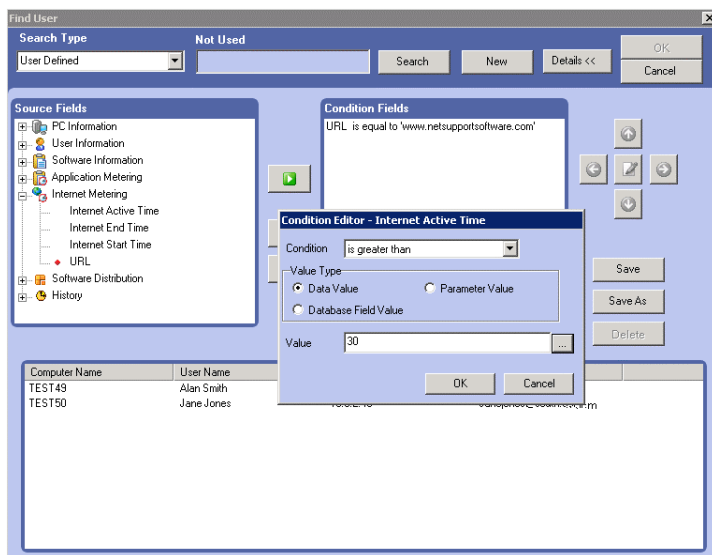 Find User
Search Type
Not Used
User Defined
Search
New
Details <<
OK
Cancel
Source Fields
PC Information
User Information
Software Information
Application Metering
Internet Metering
Internet Active Time
Internet End Time
Internet Start Time
URL
Software Distribution
History
Condition Fields
URL is equal to 'www.netsupportsoftware.com'
Condition Editor - Internet Active Time
Condition
is greater than
Value Type
Data Value
Parameter Value
Database Field Value
Value
30
...
OK
Cancel
Save
Save As
Delete
Computer Name
User Name
TEST49
Alan Smith
TEST50
Jane Jones